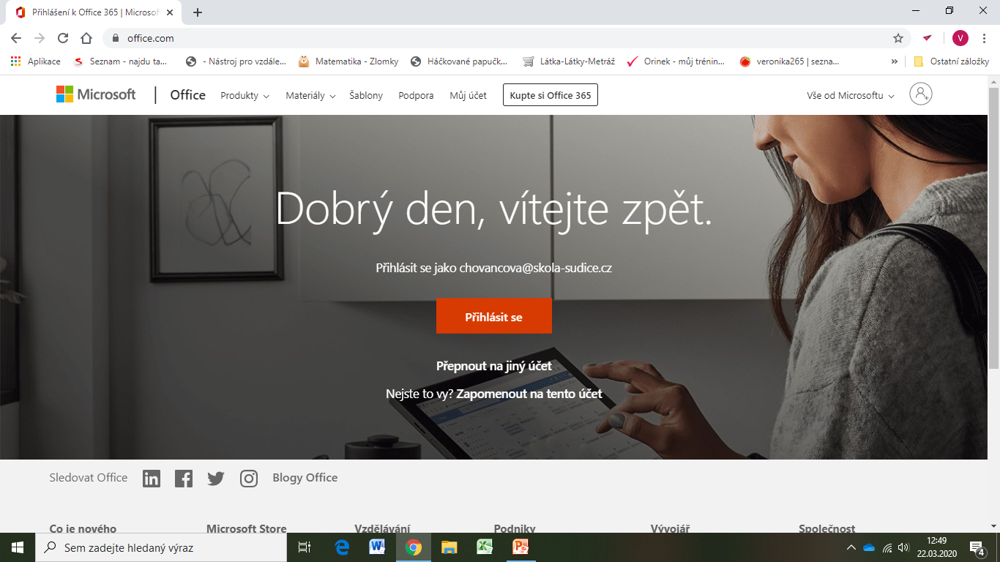 Přihlášení k Office 365 | Microsof
office.com
V
Aplikace
Seznam - najdu ta...
- Nástroj pro vzdále...
Matematika - Zlomky
Háčkované papučk...
Látka-Látky-Metráž
Orinek - můj trénin...
veronika265 | sezna...
»
Ostatní záložky
Microsoft
Office
Produkty
Materiály
Šablony
Podpora
Můj účet
Kupte si Office 365
Vše od Microsoftu
Dobrý den, vítejte zpět.
Přihlásit se jako chovancova@skola-sudice.cz
Přihlásit se
Přepnout na jiný účet
Nejste to vy? Zapomenout na tento účet
Sledovat Office
Blogy Office
Co je nového
Microsoft Store
Vzdělávání
Podniky
Vývojář
Společnost
Sem zadejte hledaný výraz
12:49
22.03.2020
4